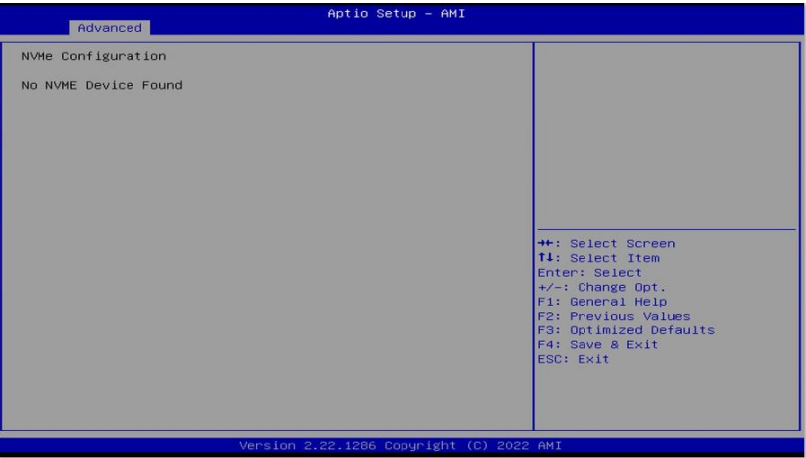 Aptio Setup – AMI
Advanced
NVMe Configuration
No NVME Device Found
→←: Select Screen
↑↓: Select Item
Enter: Select
+/-: Change Opt.
F1: General Help
F2: Previous Values
F3: Optimized Defaults
F4: Save & Exit
ESC: Exit
Version 2.22.1286 Copyright (C) 2022 AMI